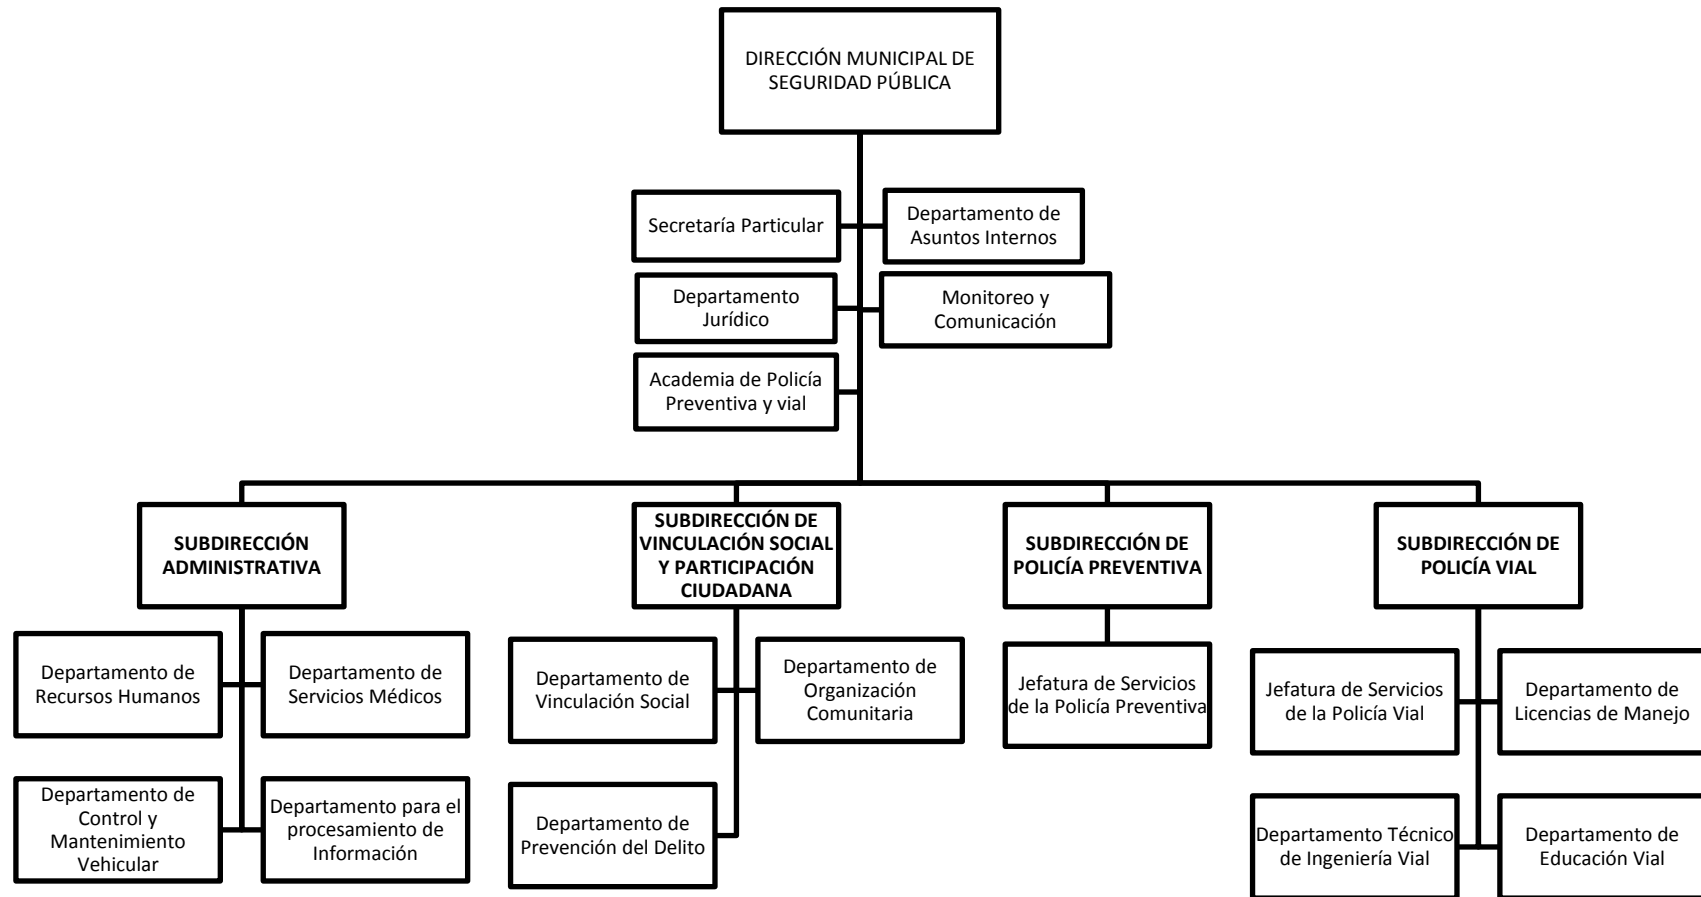 DIRECCIÓN MUNICIPAL DE
SEGURIDAD PÚBLICA
Secretaría Particular
Departamento de
Asuntos Internos
Departamento
Jurídico
Monitoreo y
Comunicación
Academia de Policía
Preventiva y vial
SUBDIRECCIÓN
ADMINISTRATIVA
SUBDIRECCIÓN DE
VINCULACIÓN SOCIAL
Y PARTICIPACIÓN
CIUDADANA
SUBDIRECCIÓN DE
POLICÍA PREVENTIVA
SUBDIRECCIÓN DE
POLICÍA VIAL
Departamento de
Recursos Humanos
Departamento de
Servicios Médicos
Departamento de
Vinculación Social
Departamento de
Organización
Comunitaria
Jefatura de Servicios
de la Policía Preventiva
Jefatura de Servicios
de la Policía Vial
Departamento de
Licencias de Manejo
Departamento de
Control y
Mantenimiento
Vehicular
Departamento para el
procesamiento de
Información
Departamento de
Prevención del Delito
Departamento Técnico
de Ingeniería Vial
Departamento de
Educación Vial